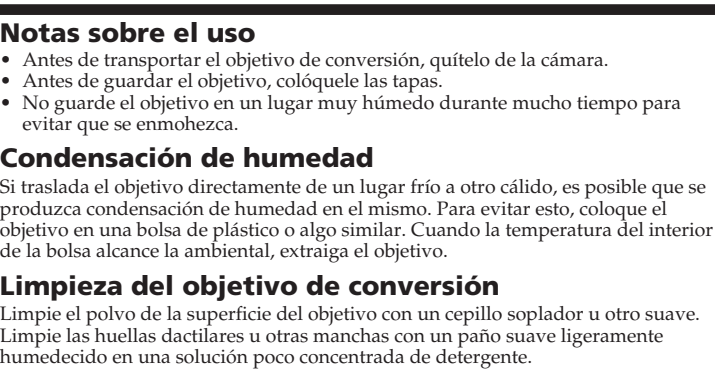 Notas sobre el uso
• Antes de transportar el objetivo de conversión, quítelo de la cámara.
• Antes de guardar el objetivo, colóquele las tapas.
• No guarde el objetivo en un lugar muy húmedo durante mucho tiempo para
evitar que se enmohezca.
Condensación de humedad
Si traslada el objetivo directamente de un lugar frío a otro cálido, es posible que se
produzca condensación de humedad en el mismo. Para evitar esto, coloque el
objetivo en una bolsa de plástico o algo similar. Cuando la temperatura del interior
de la bolsa alcance la ambiental, extraiga el objetivo.
Limpieza del objetivo de conversión
Limpie el polvo de la superficie del objetivo con un cepillo soplador u otro suave.
Limpie las huellas dactilares u otras manchas con un paño suave ligeramente
humedecido en una solución poco concentrada de detergente.